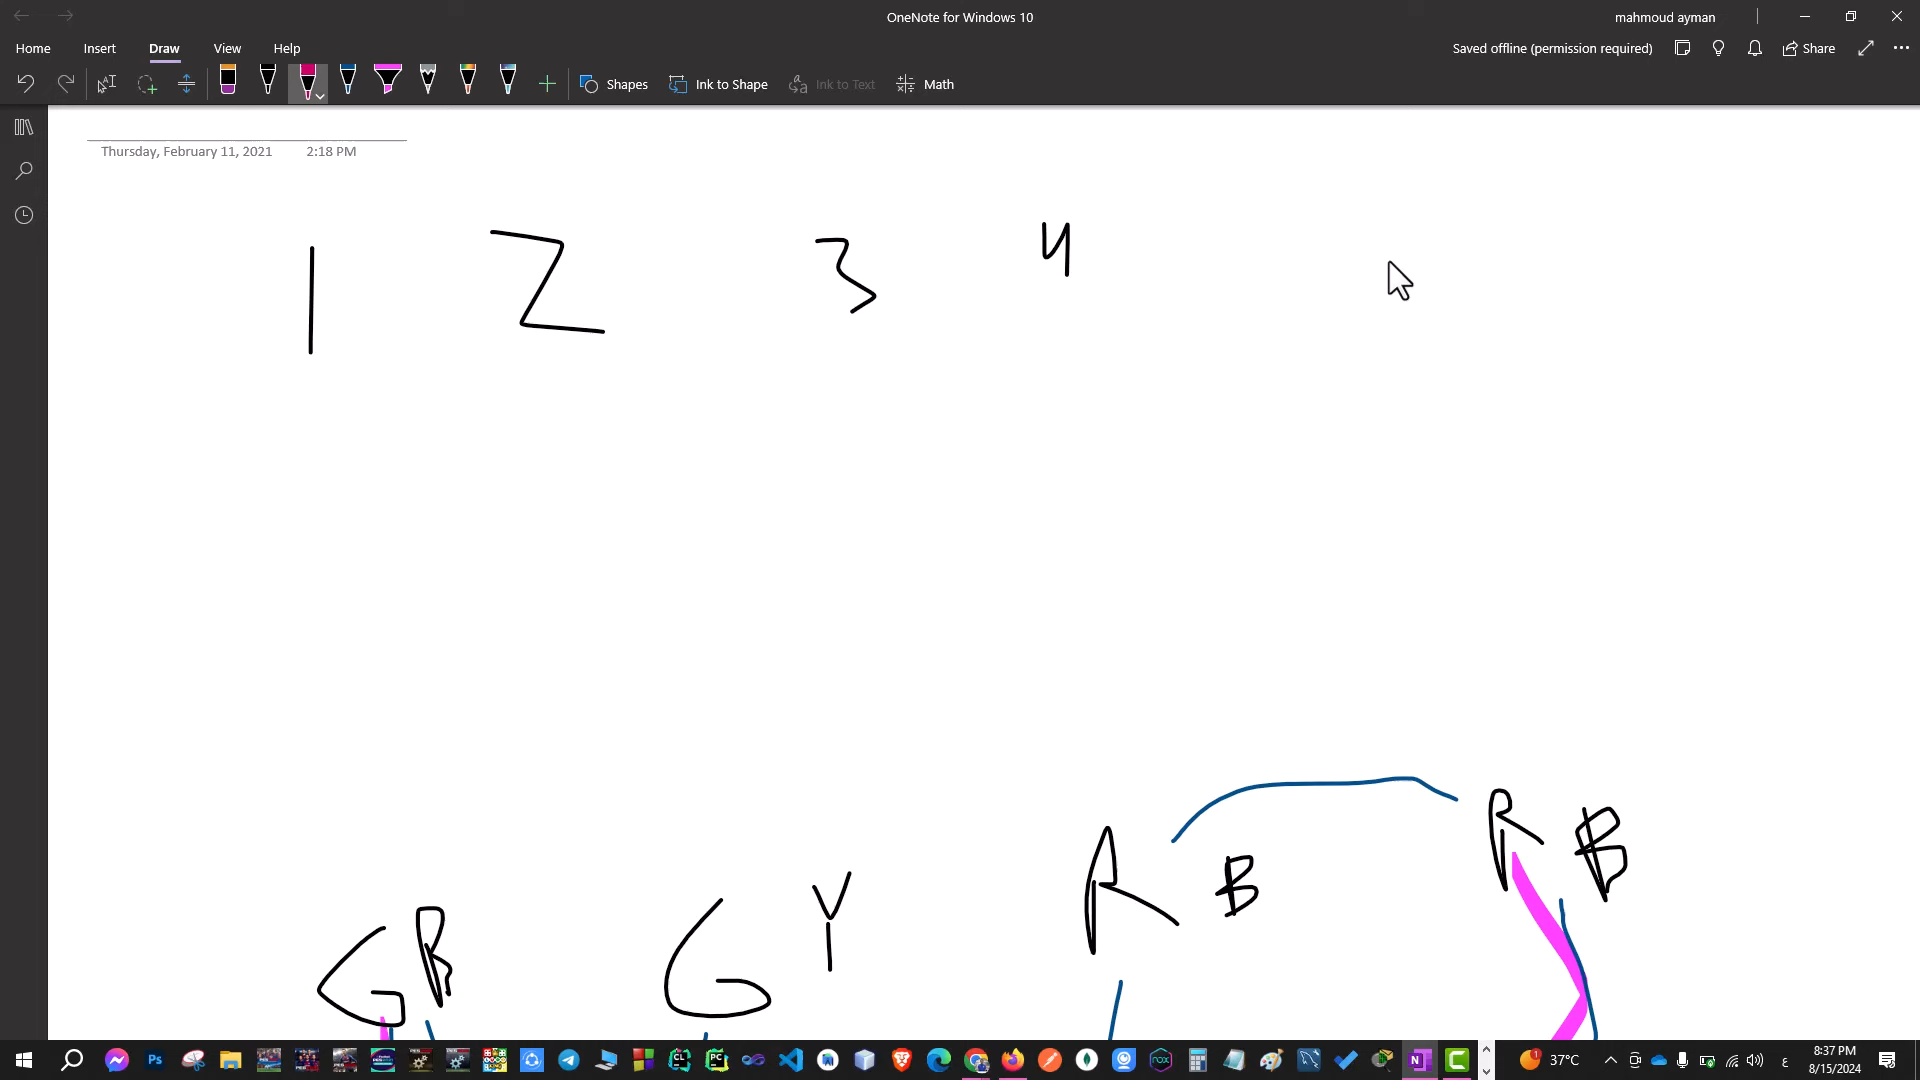 OneNote for Windows 10
mahmoud ayman
Home Insert Draw View Help
Saved offline (permission required) Share
Shapes Ink to Shape Ink to Text Math
Thursday, February 11, 2021 2:18 PM
1 2 3 4
R B
R B
G R
G Y
37°C
ع
8:37 PM
8/15/2024